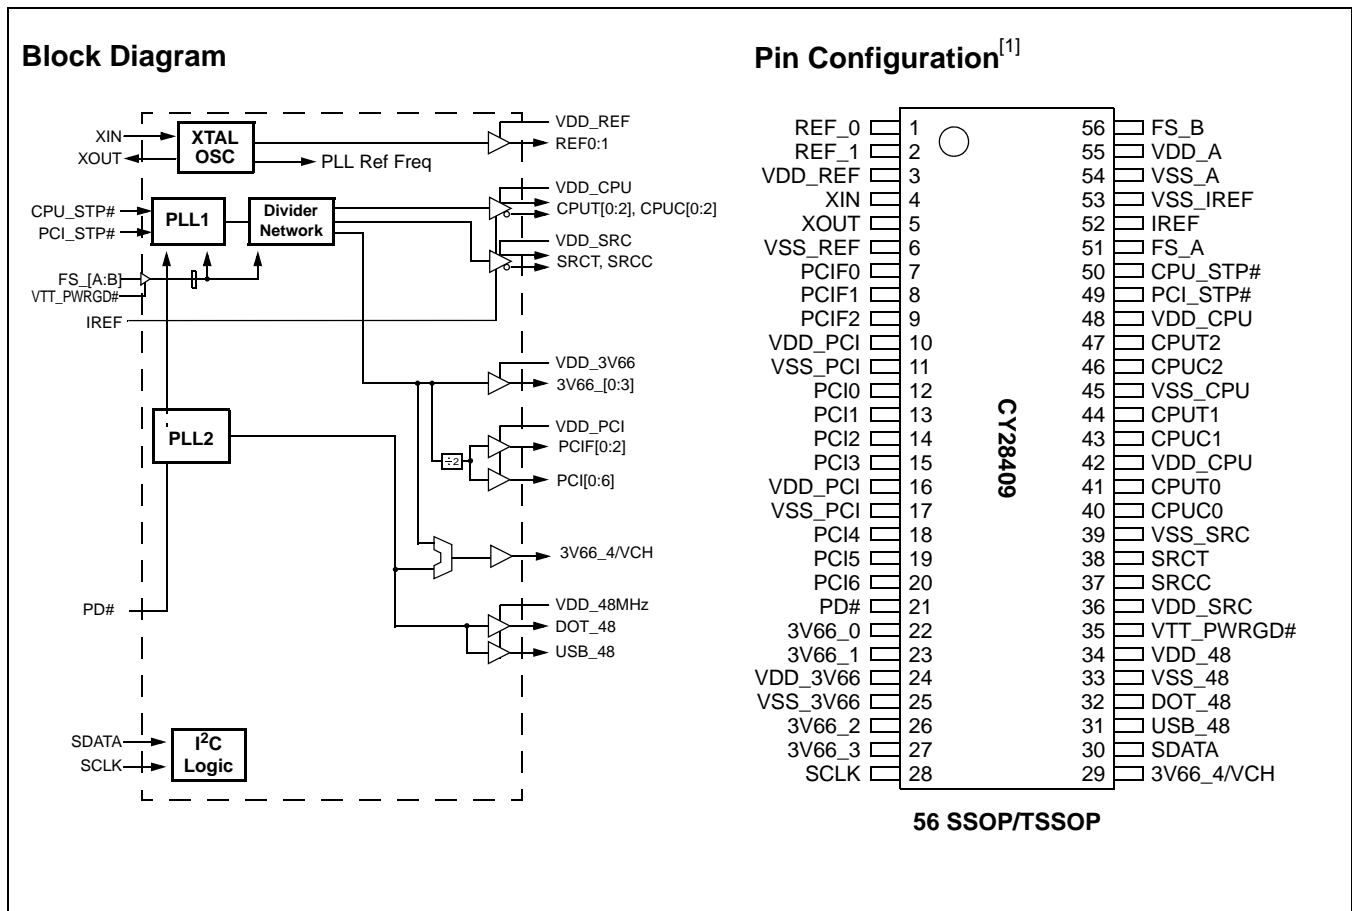 Block Diagram
XIN
XOUT
XTAL
OSC
VDD_REF
REF0:1
PLL Ref Freq
CPU_STP#
PCI_STP#
PLL1
Divider
Network
VDD_CPU
CPUT[0:2], CPUC[0:2]
VDD_SRC
SRCT, SRCC
FS_[A:B]
VTT_PWRGD#
IREF
VDD_3V66
3V66_[0:3]
PLL2
VDD_PCI
PCIF[0:2]
÷2
PCI[0:6]
3V66_4/VCH
PD#
VDD_48MHz
DOT_48
USB_48
SDATA
SCLK
I2C
Logic
Pin Configuration[1]
REF_0 1
REF_1 2
VDD_REF 3
XIN 4
XOUT 5
VSS_REF 6
PCIF0 7
PCIF1 8
PCIF2 9
VDD_PCI 10
VSS_PCI 11
PCI0 12
PCI1 13
PCI2 14
PCI3 15
VDD_PCI 16
VSS_PCI 17
PCI4 18
PCI5 19
PCI6 20
PD# 21
3V66_0 22
3V66_1 23
VDD_3V66 24
VSS_3V66 25
3V66_2 26
3V66_3 27
SCLK 28
CY28409
56 FS_B
55 VDD_A
54 VSS_A
53 VSS_IREF
52 IREF
51 FS_A
50 CPU_STP#
49 PCI_STP#
48 VDD_CPU
47 CPUT2
46 CPUC2
45 VSS_CPU
44 CPUT1
43 CPUC1
42 VDD_CPU
41 CPUT0
40 CPUC0
39 VSS_SRC
38 SRCT
37 SRCC
36 VDD_SRC
35 VTT_PWRGD#
34 VDD_48
33 VSS_48
32 DOT_48
31 USB_48
30 SDATA
29 3V66_4/VCH
56 SSOP/TSSOP